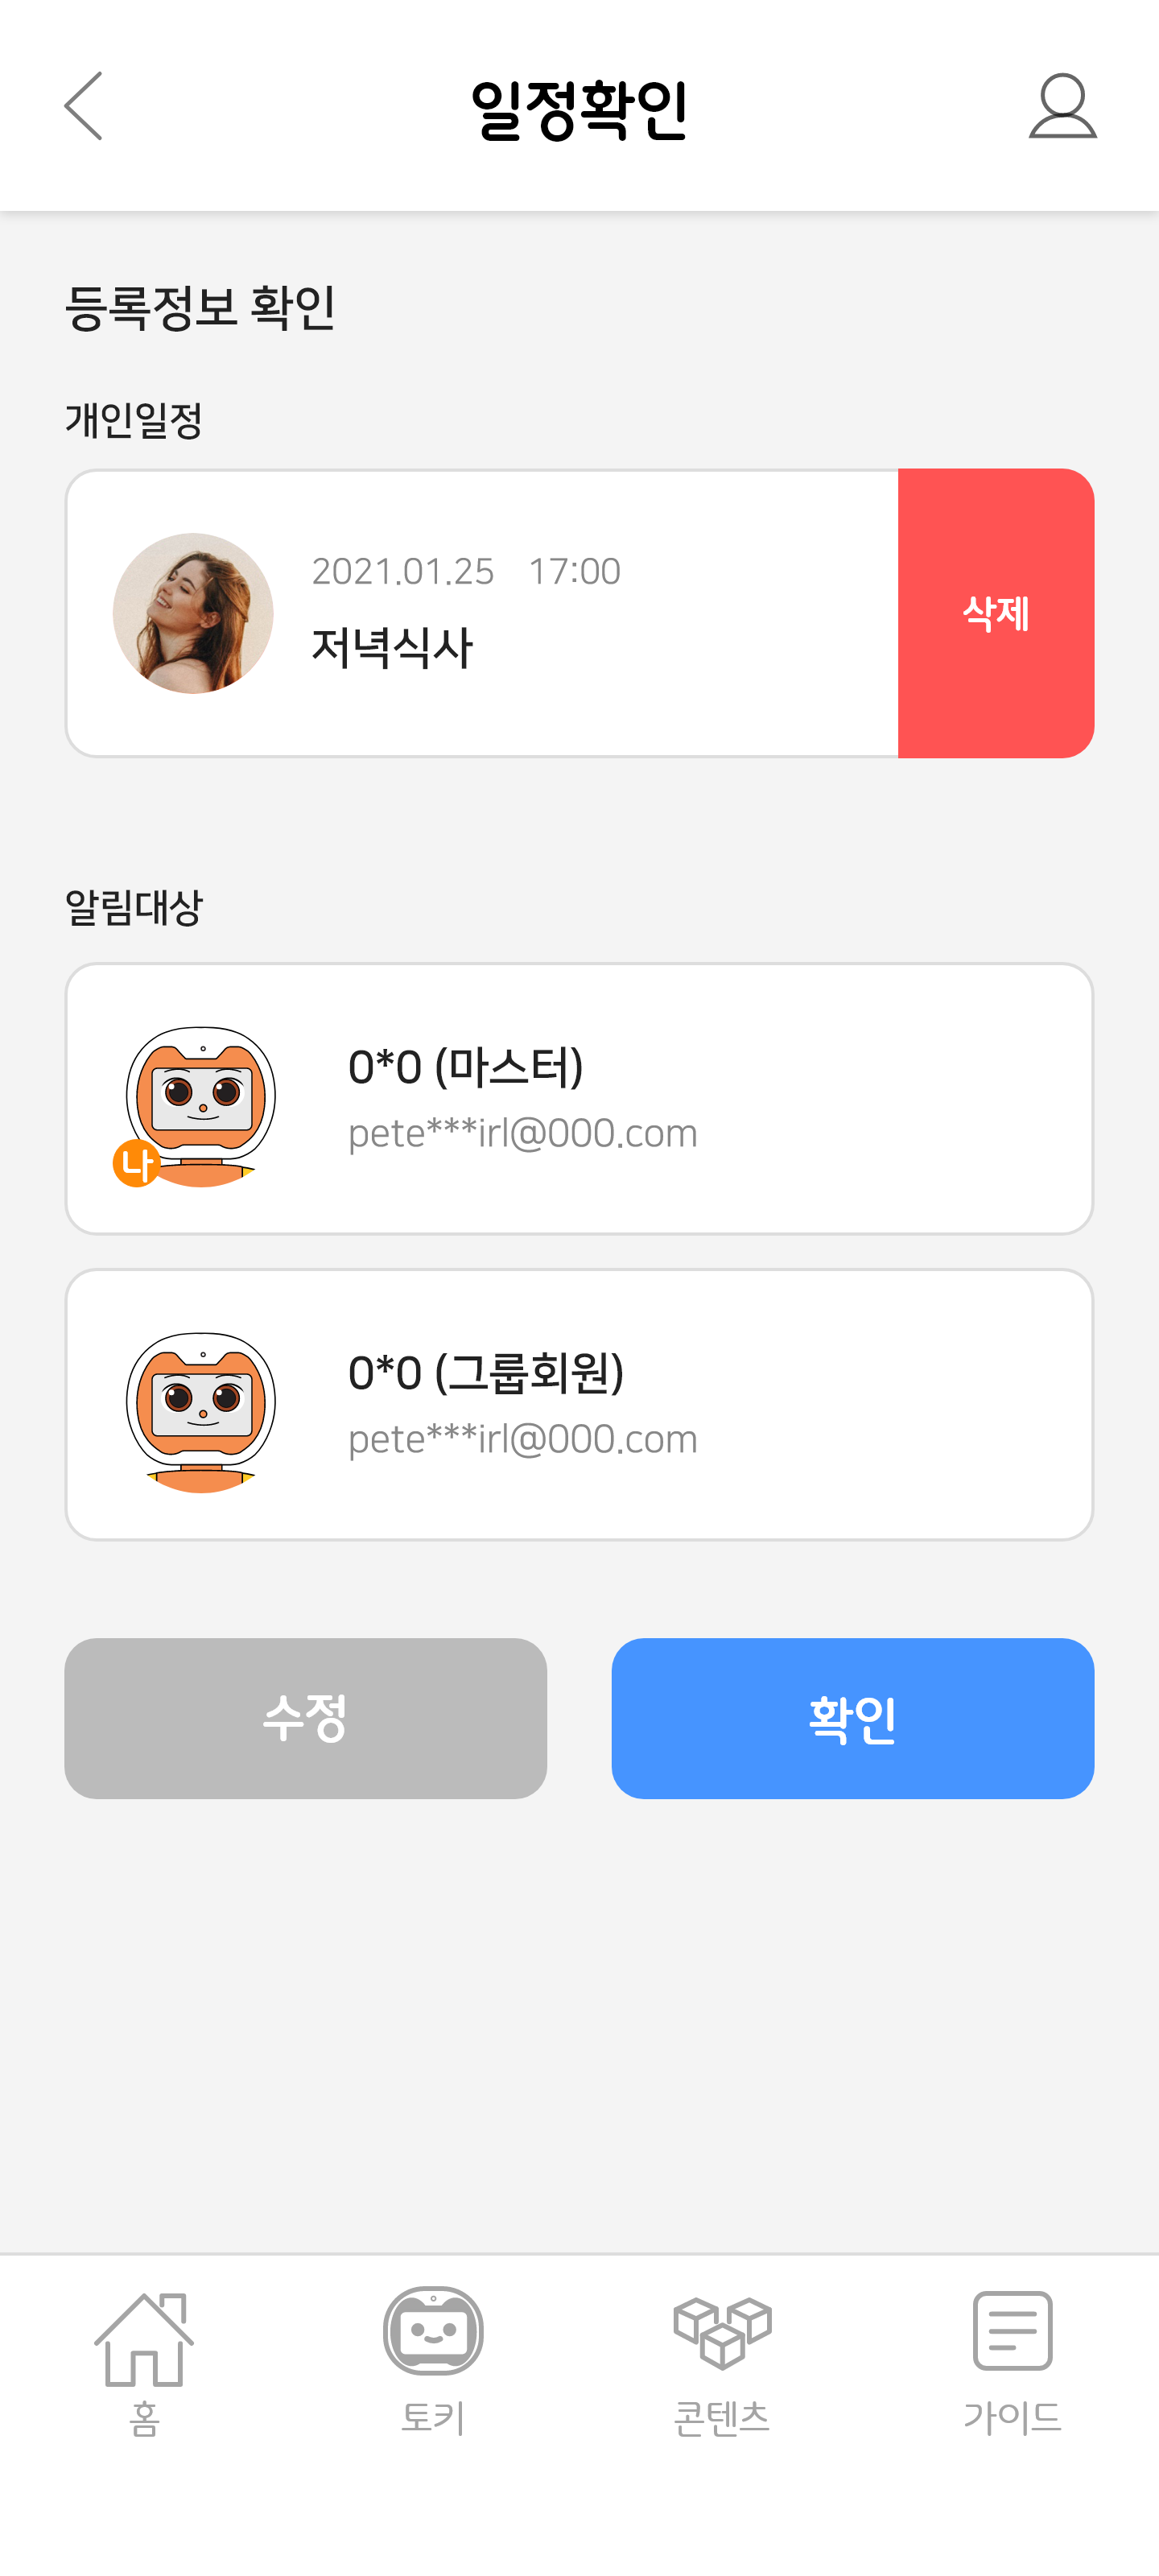 일정확인
등록정보 확인
개인일정
2021.01.25 17:00
저녁식사
삭제
알림대상
0*0 (마스터)
pete***irl@000.com
나
0*0 (그룹회원)
pete***irl@000.com
수정
확인
홈
토키
콘텐츠
가이드